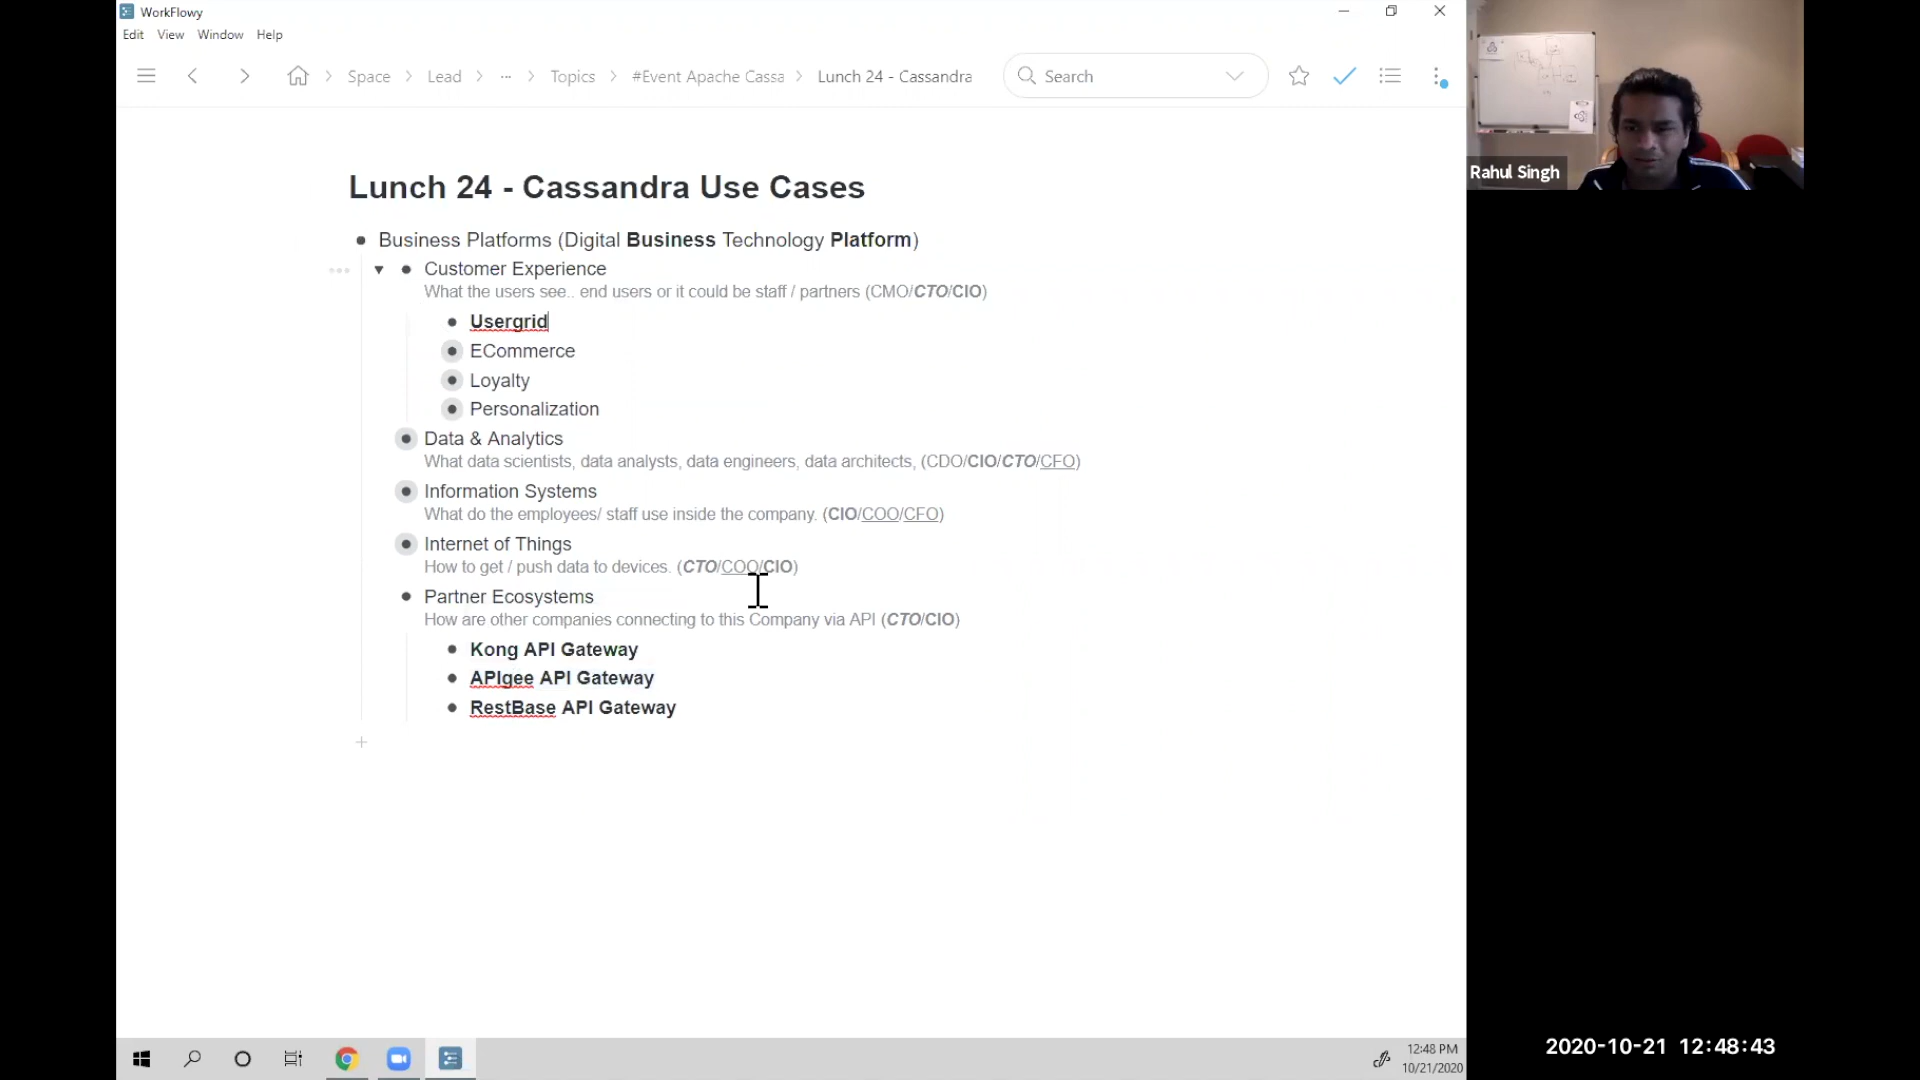 WorkFlowy
Edit View Window Help
Space Lead ... Topics #Event Apache Cassa Lunch 24 - Cassandra Search
Lunch 24 - Cassandra Use Cases
Business Platforms (Digital Business Technology Platform)
Customer Experience
What the users see.. end users or it could be staff / partners (CMO/CTO/CIO)
Usergrid
ECommerce
Loyalty
Personalization
Data & Analytics
What data scientists, data analysts, data engineers, data architects, (CDO/CIO/CTO/CFO)
Information Systems
What do the employees/ staff use inside the company. (CIO/COO/CFO)
Internet of Things
How to get / push data to devices. (CTO/COO/CIO)
Partner Ecosystems
How are other companies connecting to this Company via API (CTO/CIO)
Kong API Gateway
APIgee API Gateway
RestBase API Gateway
Rahul Singh
12:48 PM
10/21/2020
2020-10-21 12:48:43